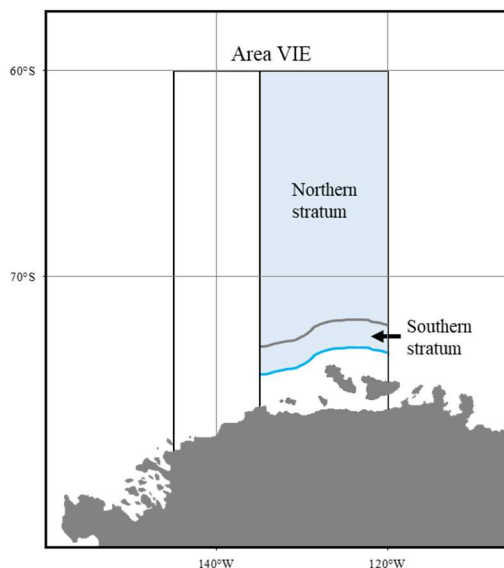 Area VIE
60°S
Northern
stratum
70°S
Southern
stratum
140°W
120°W